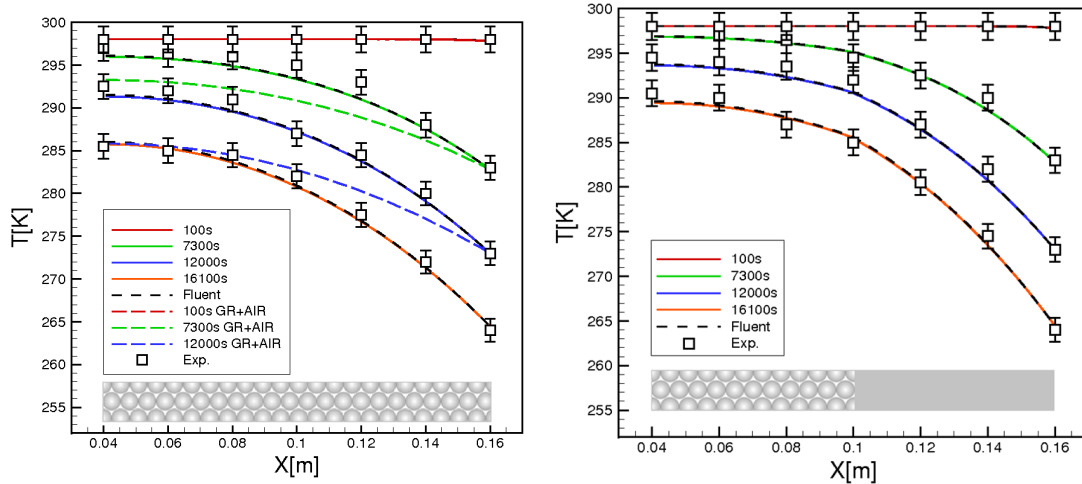 300
295
290
285
280
275
270
265
260
255
T[K]
100s
7300s
12000s
16100s
Fluent
100s GR+AIR
7300s GR+AIR
12000s GR+AIR
Exp.
0.04 0.06 0.08 0.1 0.12 0.14 0.16
X[m]
300
295
290
285
280
275
270
265
260
255
T[K]
100s
7300s
12000s
16100s
Fluent
Exp.
0.04 0.06 0.08 0.1 0.12 0.14 0.16
X[m]